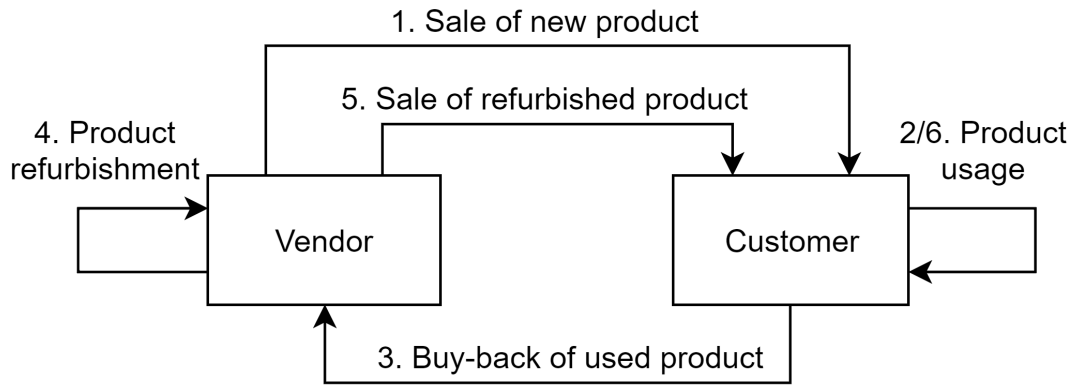 1. Sale of new product
5. Sale of refurbished product
4. Product
refurbishment
2/6. Product
usage
Vendor
Customer
3. Buy-back of used product